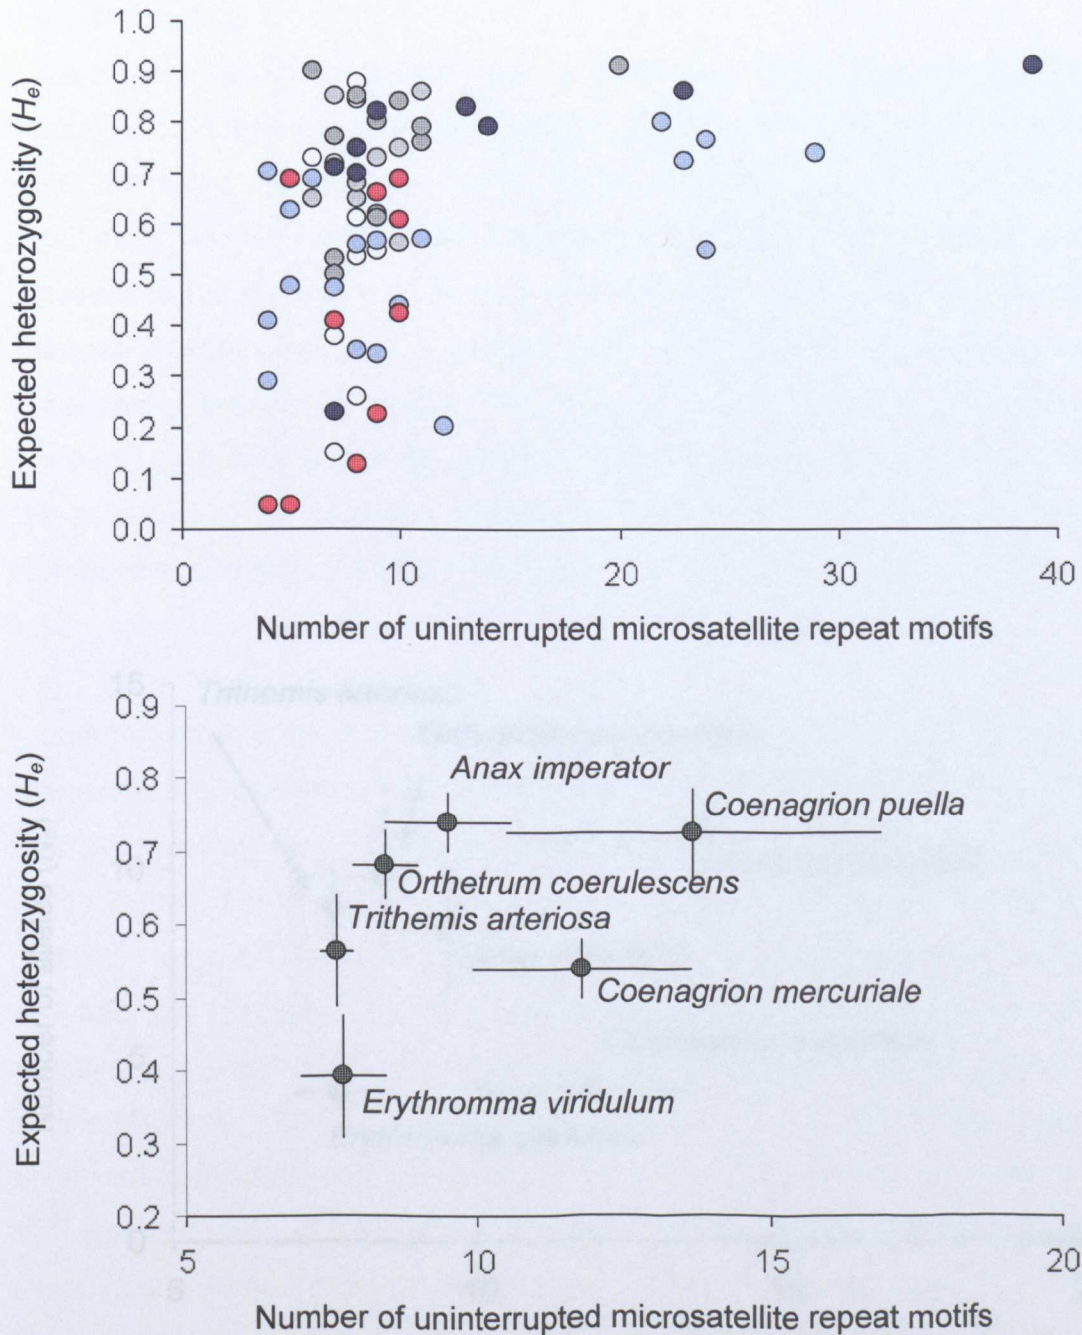 Expected heterozygosity (He)
1.0
0.9
0.8
0.7
0.6
0.5
0.4
0.3
0.2
0.1
0.0
0 10 20 30 40
Number of uninterrupted microsatellite repeat motifs
Expected heterozygosity (He)
0.9
0.8
0.7
0.6
0.5
0.4
0.3
0.2
Anax imperator
Coenagrion puella
Orthetrum coerulescens
Trithemis arteriosa
Coenagrion mercuriale
Erythromma viridulum
5 10 15 20
Number of uninterrupted microsatellite repeat motifs
15
Trithemis arteriosa